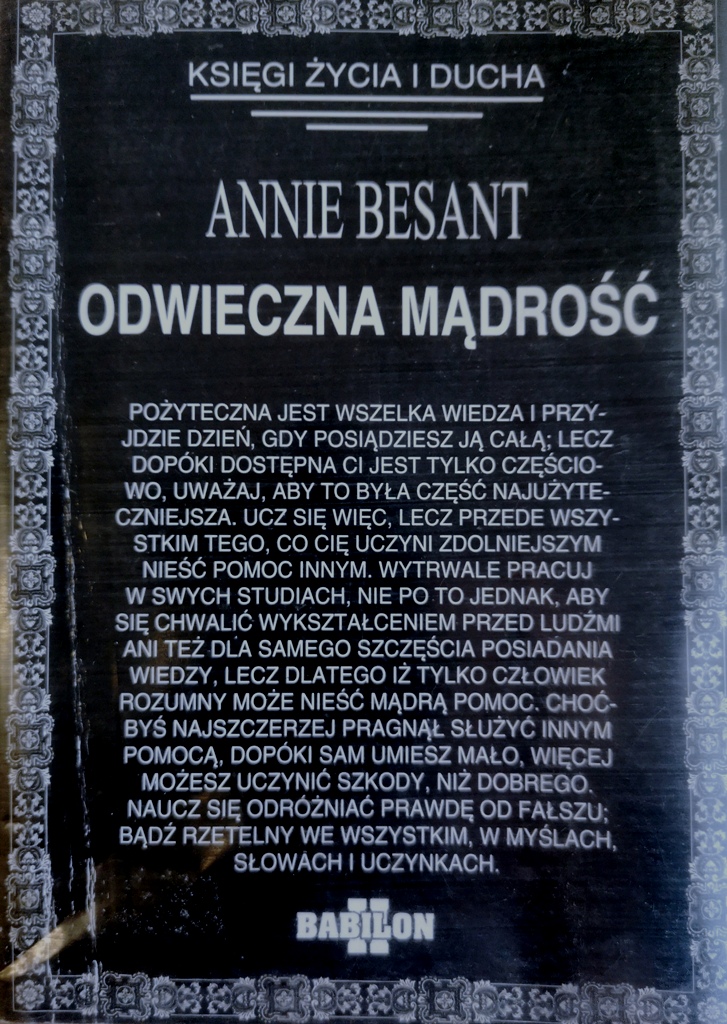 KSIĘGI ŻYCIA I DUCHA
ANNIE BESANT
ODWIECZNA MĄDROŚĆ
POŻYTECZNA JEST WSZELKA WIEDZA I PRZY-
JDZIE DZIEŃ, GDY POSIĄDZIESZ JĄ CAŁĄ; LECZ
DOPÓKI DOSTĘPNA CI JEST TYLKO CZĘŚCIO-
WO, UWAŻAJ, ABY TO BYŁA CZĘŚĆ NAJUŻYTE-
CZNIEJSZA. UCZ SIĘ WIĘC, LECZ PRZEDE WSZY-
STKIM TEGO, CO CIĘ UCZYNI ZDOLNIEJSZYM
NIEŚĆ POMOC INNYM. WYTRWALE PRACUJ
W SWYCH STUDIACH, NIE PO TO JEDNAK, ABY
SIĘ CHWALIĆ WYKSZTAŁCENIEM PRZED LUDŹMI
ANI TEŻ DLA SAMEGO SZCZĘŚCIA POSIADANIA
WIEDZY, LECZ DLATEGO IŻ TYLKO CZŁOWIEK
ROZUMNY MOŻE NIEŚĆ MĄDRĄ POMOC. CHOĆ-
BYŚ NAJSZCZERZEJ PRAGNĄŁ SŁUŻYĆ INNYM
POMOCĄ, DOPÓKI SAM UMIESZ MAŁO, WIĘCEJ
MOŻESZ UCZYNIĆ SZKODY, NIŻ DOBREGO.
NAUCZ SIĘ ODRÓŻNIAĆ PRAWDĘ OD FAŁSZU;
BĄDŹ RZETELNY WE WSZYSTKIM, W MYŚLACH,
SŁOWACH I UCZYNKACH.
BABILON